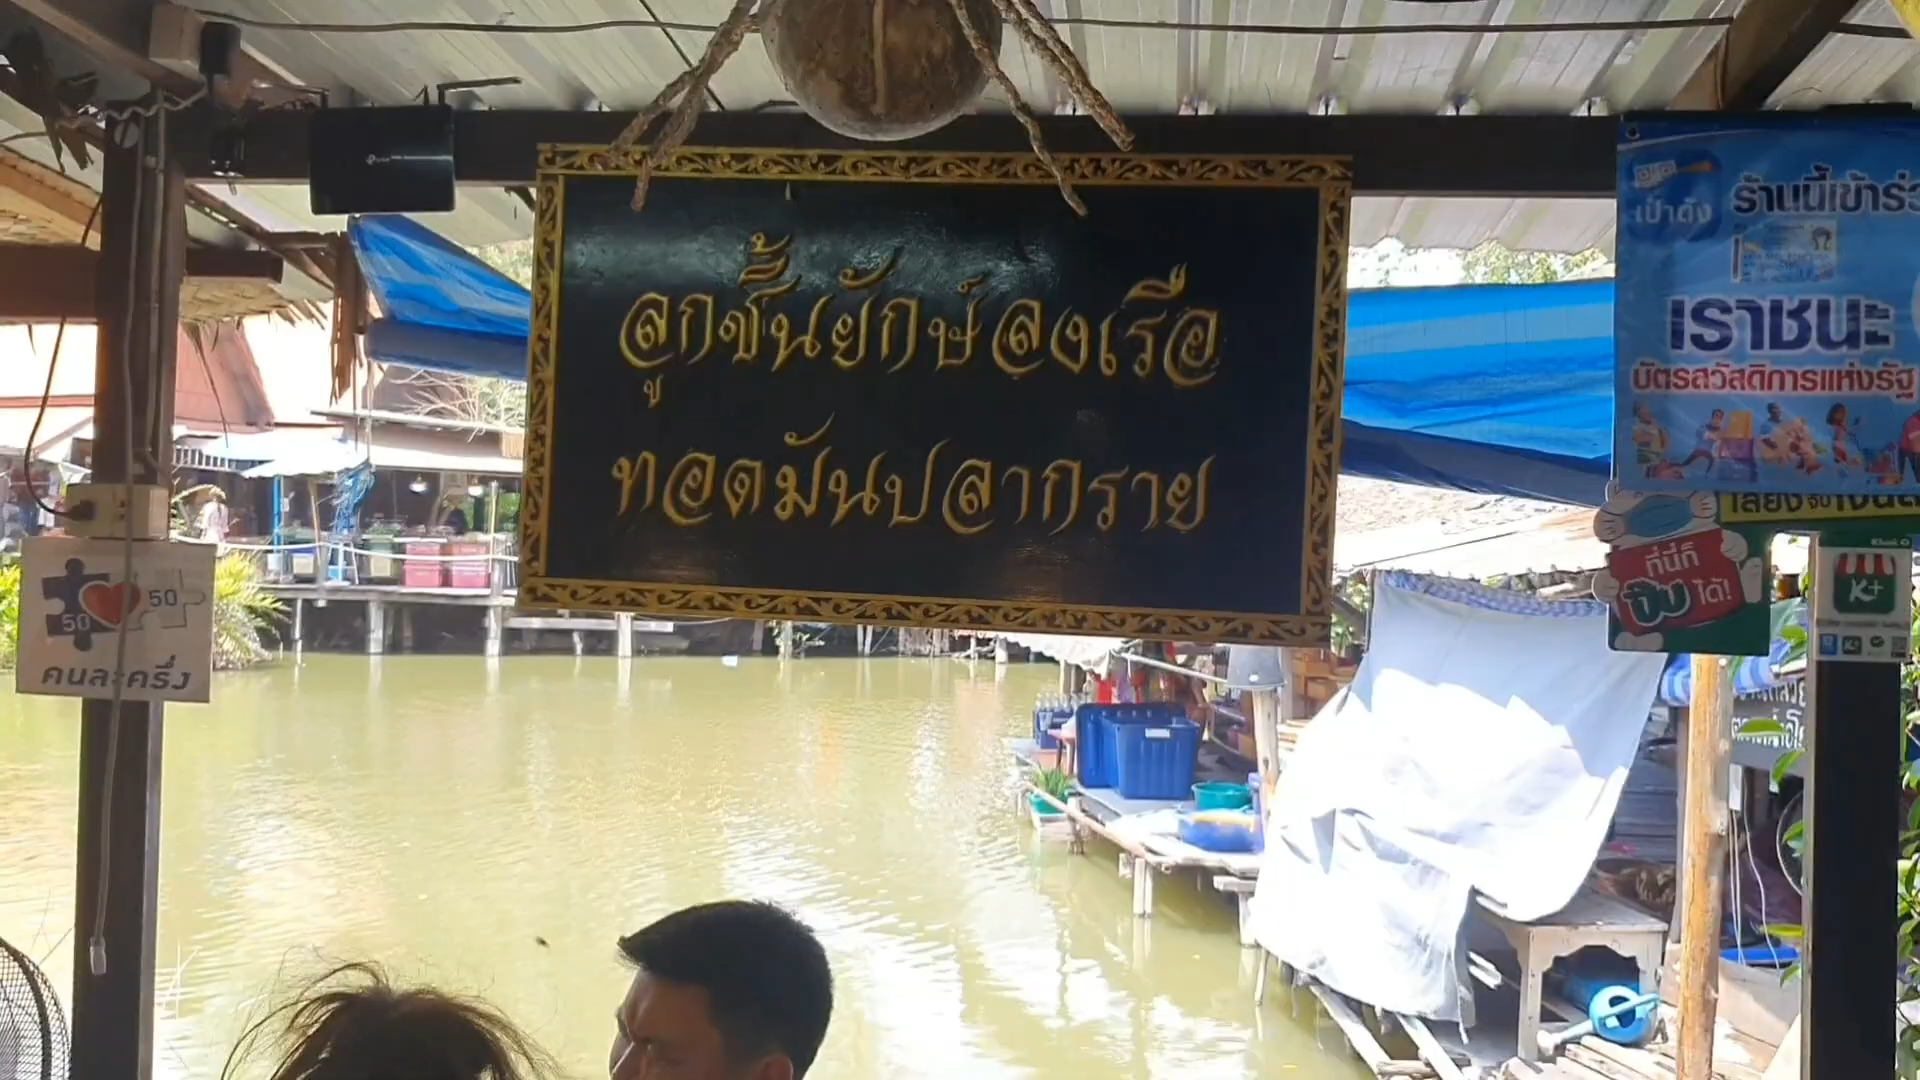 ลูกชิ้นยักษ์ลงเรือ
ทอดมันปลากราย
50
50
คนละครึ่ง
เป๋าตัง
ร้านนี้เข้าร่ว
เราชนะ
บัตรสวัสดิการแห่งรัฐ
ที่นี่ก็
จีบ ได้!
K+